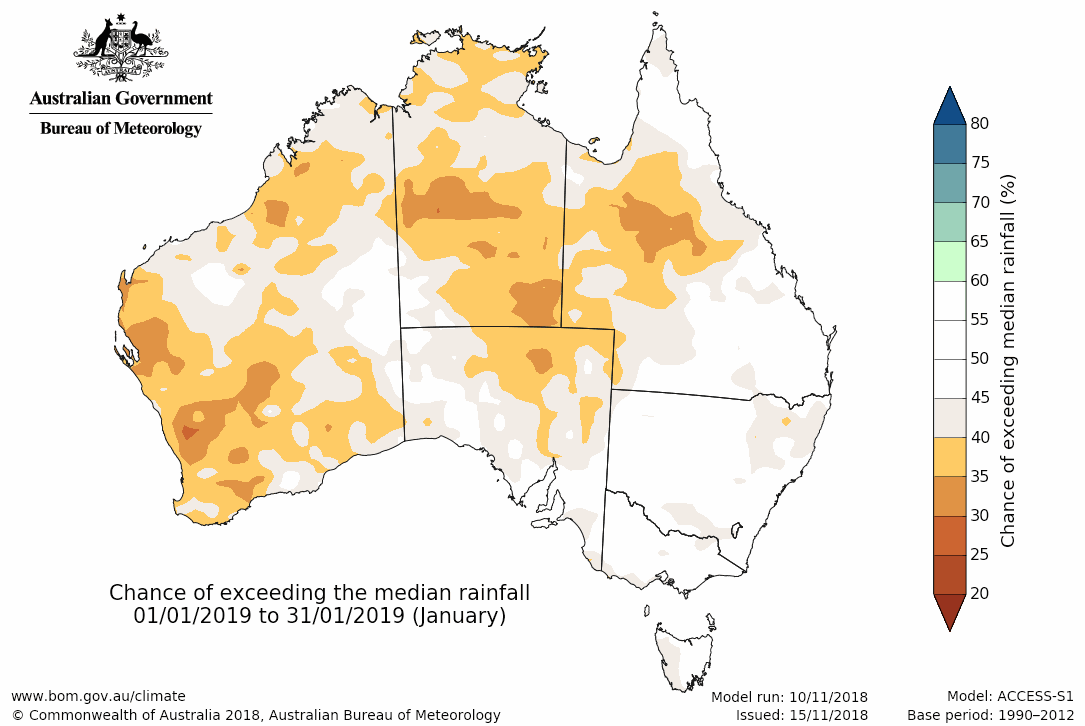 Australian Government
Bureau of Meteorology
80
75
70
65
60
55
50
45
40
35
30
25
20
Chance of exceeding median rainfall (%)
Chance of exceeding the median rainfall
01/01/2019 to 31/01/2019 (January)
www.bom.gov.au/climate
© Commonwealth of Australia 2018, Australian Bureau of Meteorology
Model run: 10/11/2018
Issued: 15/11/2018
Model: ACCESS-S1
Base period: 1990–2012